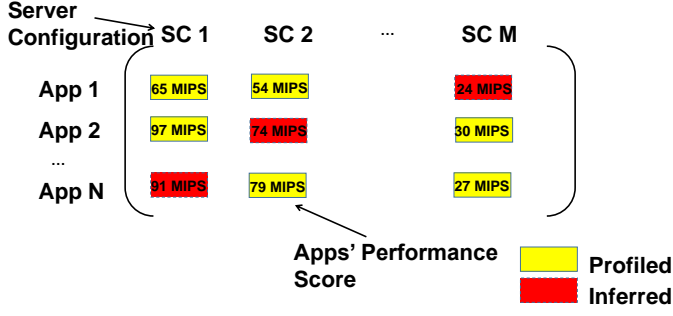 Server
Configuration SC 1 SC 2 ... SC M
App 1 65 MIPS 54 MIPS 24 MIPS
App 2 97 MIPS 74 MIPS 30 MIPS
...
App N 91 MIPS 79 MIPS 27 MIPS
Apps' Performance
Score
Profiled
Inferred